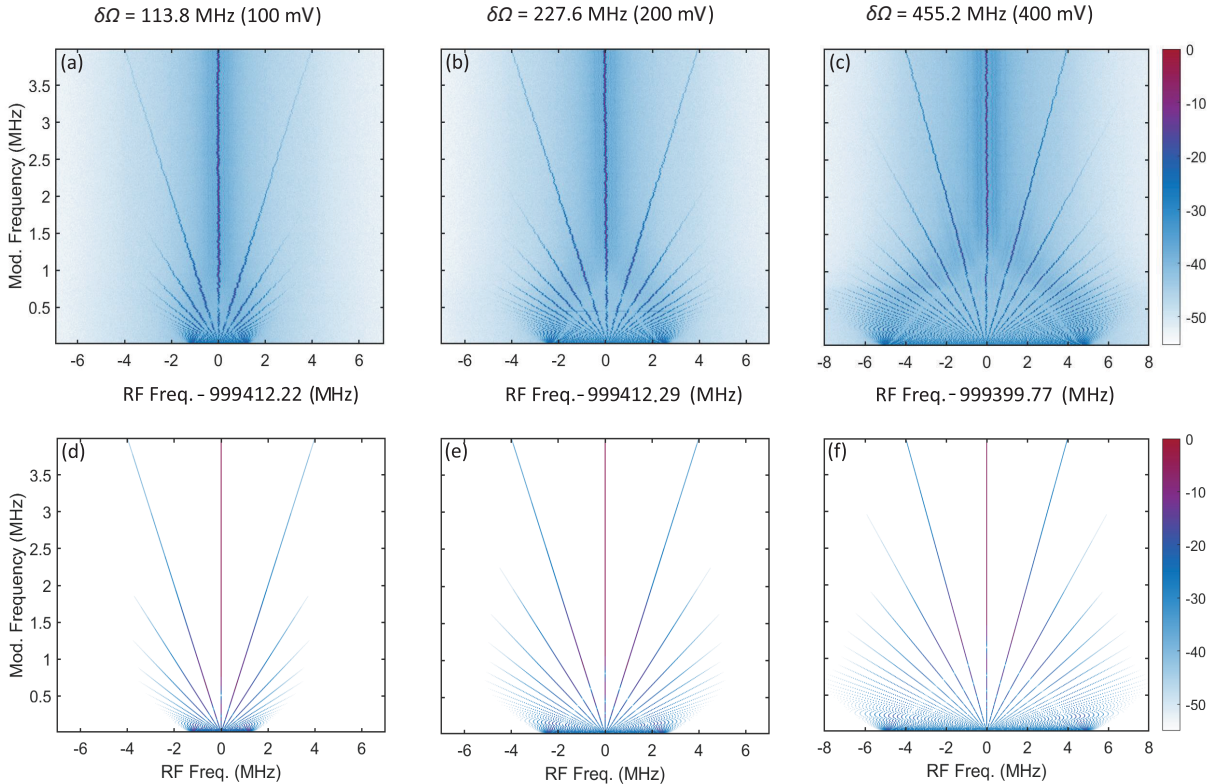 δΩ = 113.8 MHz (100 mV) δΩ = 227.6 MHz (200 mV) δΩ = 455.2 MHz (400 mV)
(a) (b) (c)
Mod. Frequency (MHz)
3.5
3
2.5
2
1.5
1
0.5
0
-10
-20
-30
-40
-50
-6 -4 -2 0 2 4 6 -6 -4 -2 0 2 4 6 -8 -6 -4 -2 0 2 4 6 8
RF Freq. - 999412.22 (MHz) RF Freq.- 999412.29 (MHz) RF Freq.- 999399.77 (MHz)
(d) (e) (f)
Mod. Frequency (MHz)
3.5
3
2.5
2
1.5
1
0.5
0
-10
-20
-30
-40
-50
-6 -4 -2 0 2 4 6 -6 -4 -2 0 2 4 6 -8 -6 -4 -2 0 2 4 6 8
RF Freq. (MHz) RF Freq. (MHz) RF Freq. (MHz)